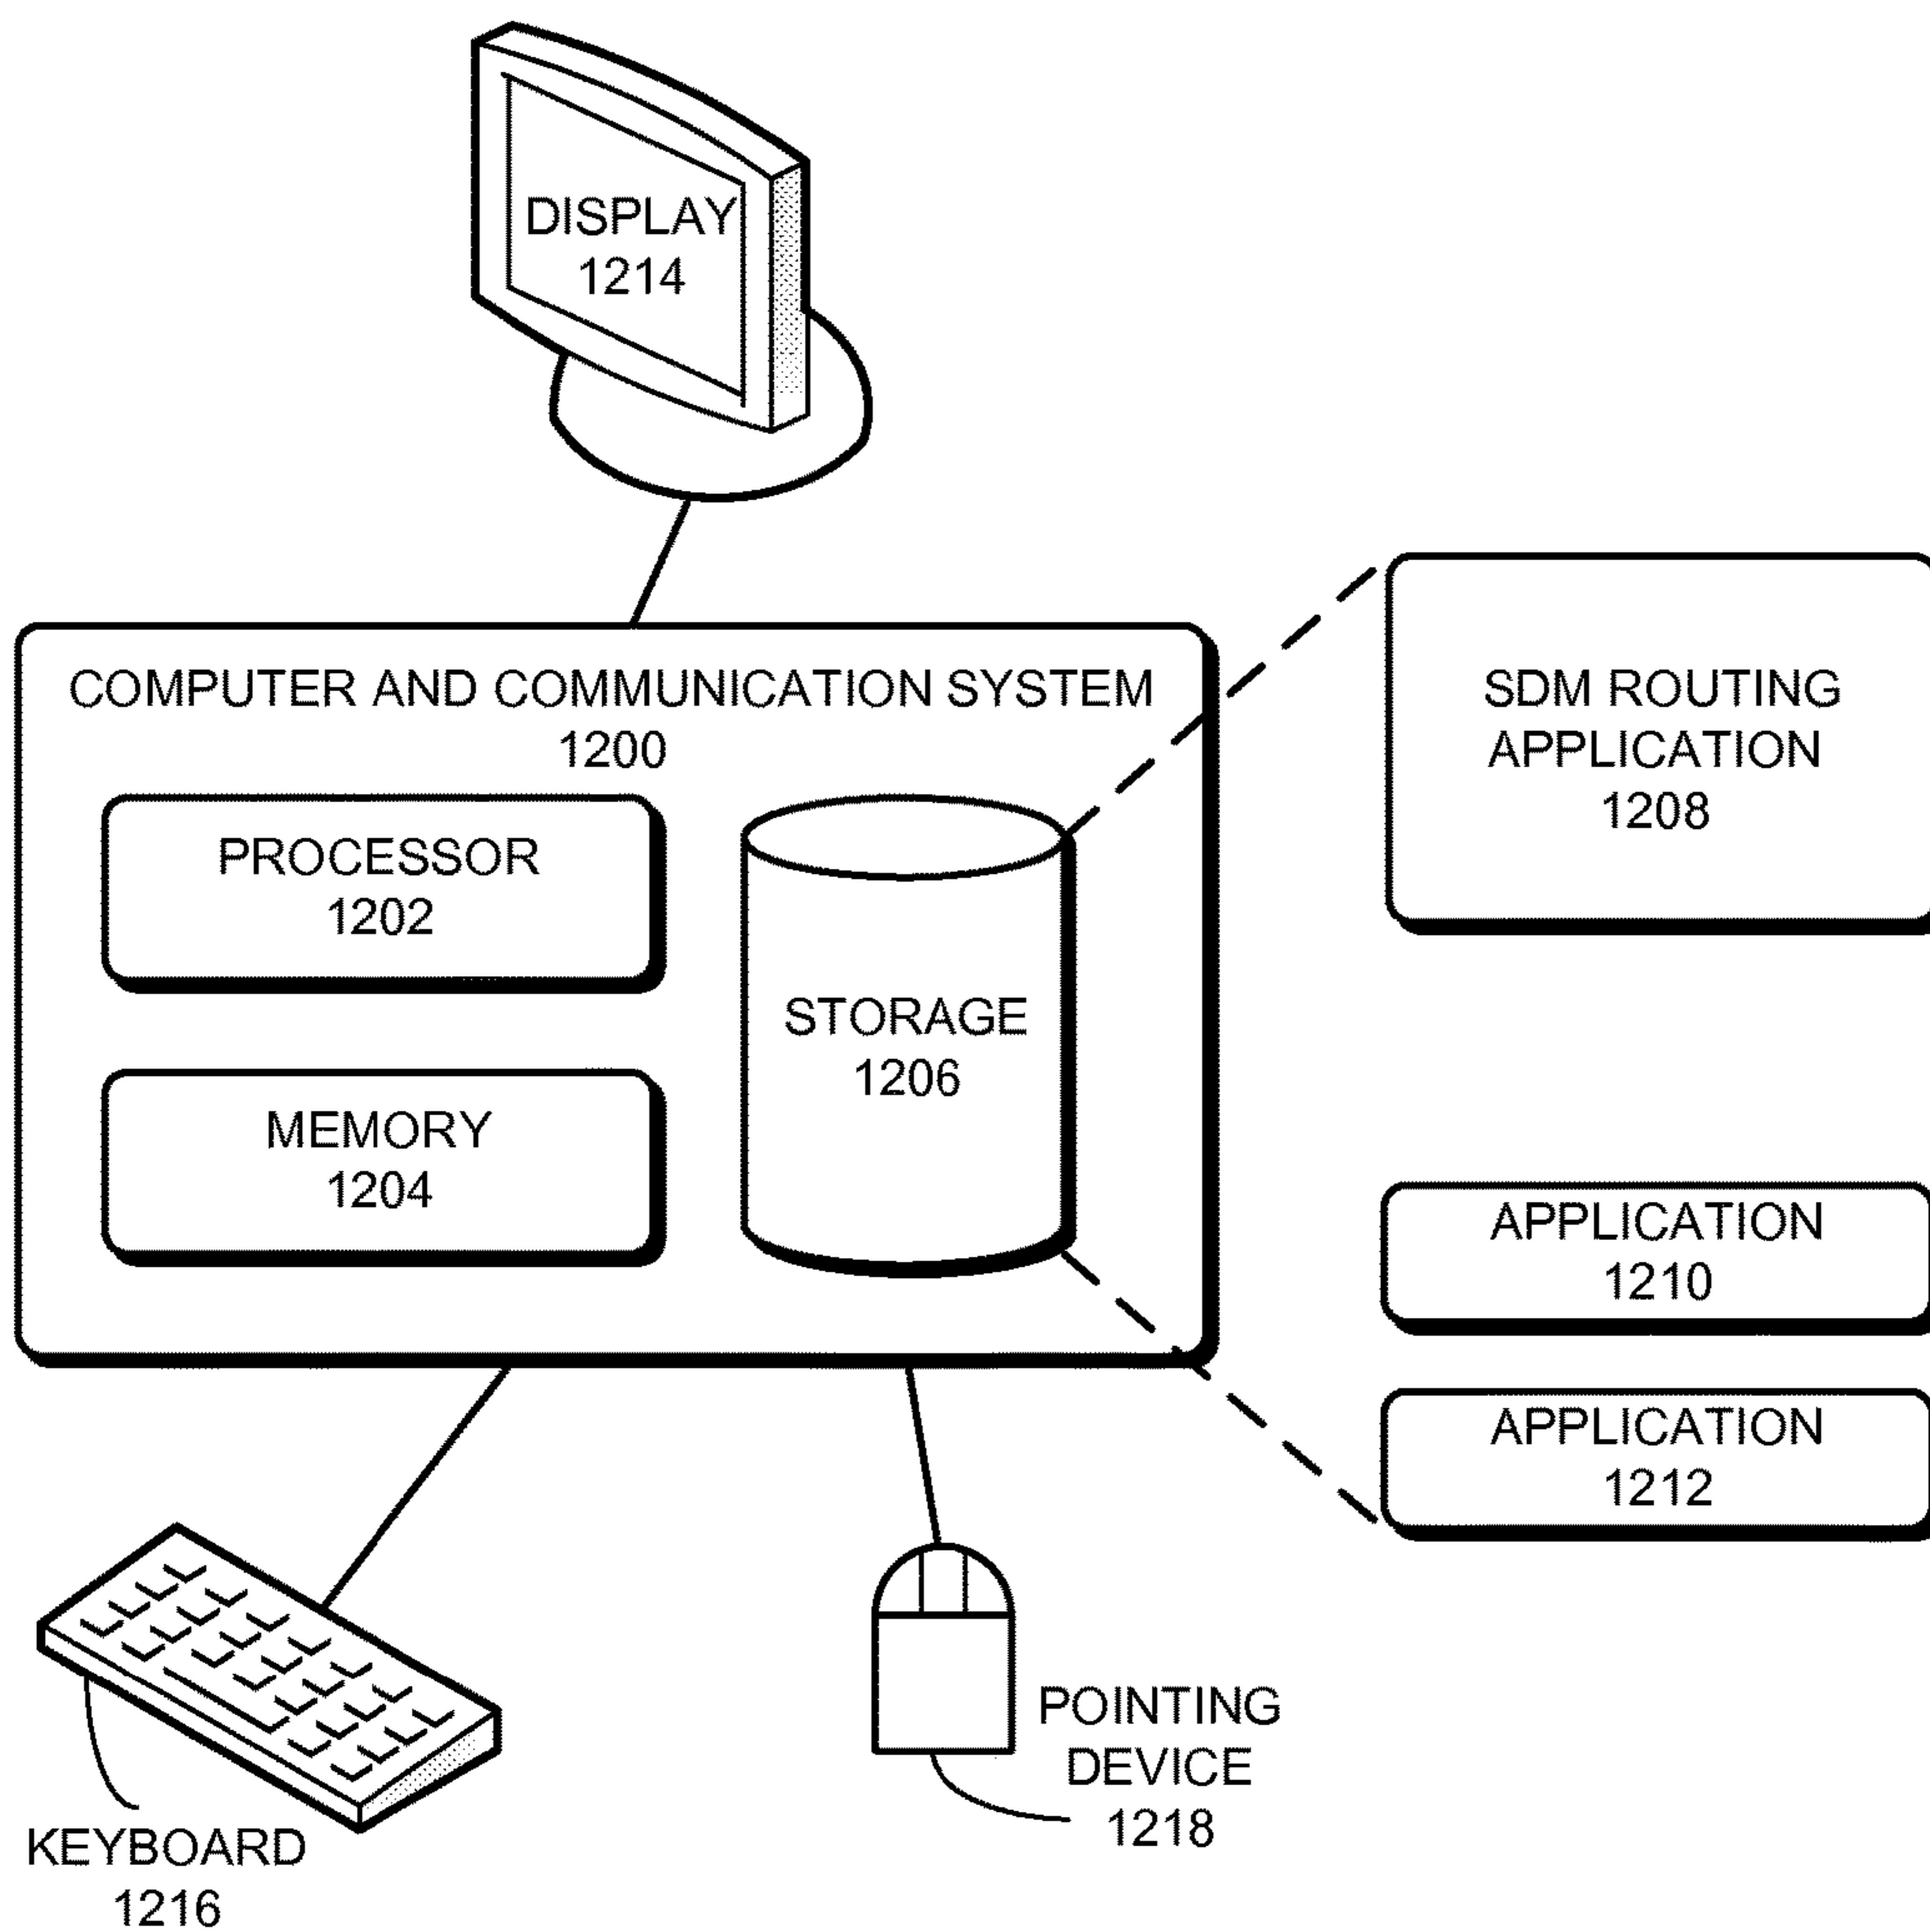 DISPLAY
1214
COMPUTER AND COMMUNICATION SYSTEM
1200
PROCESSOR
1202
MEMORY
1204
STORAGE
1206
SDM ROUTING
APPLICATION
1208
APPLICATION
1210
APPLICATION
1212
KEYBOARD
1216
POINTING
DEVICE
1218